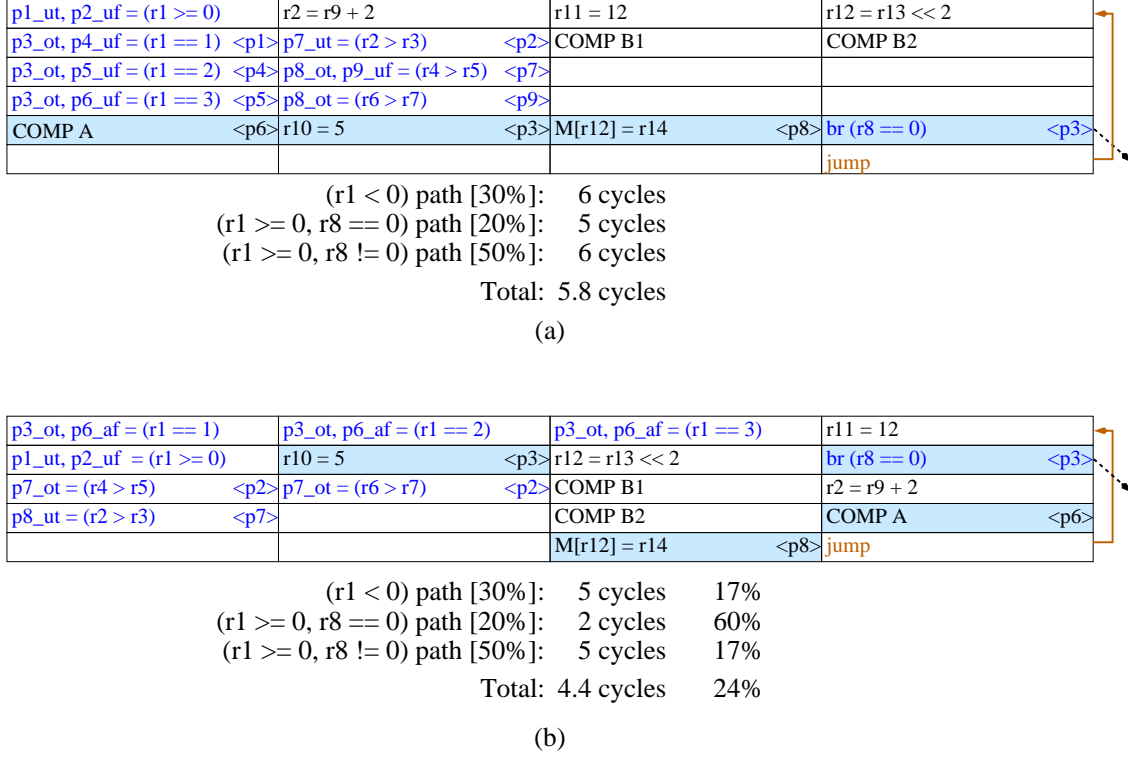 p1_ut, p2_uf = (r1 >= 0) r2 = r9 + 2 r11 = 12 r12 = r13 << 2
p3_ot, p4_uf = (r1 == 1) <p1> p7_ut = (r2 > r3) <p2> COMP B1 COMP B2
p3_ot, p5_uf = (r1 == 2) <p4> p8_ot, p9_uf = (r4 > r5) <p7>
p3_ot, p6_uf = (r1 == 3) <p5> p8_ot = (r6 > r7) <p9>
COMP A <p6> r10 = 5 <p3> M[r12] = r14 <p8> br (r8 == 0) <p3>
jump
(r1 < 0) path [30%]: 6 cycles
(r1 >= 0, r8 == 0) path [20%]: 5 cycles
(r1 >= 0, r8 != 0) path [50%]: 6 cycles
Total: 5.8 cycles
(a)
p3_ot, p6_af = (r1 == 1) p3_ot, p6_af = (r1 == 2) p3_ot, p6_af = (r1 == 3) r11 = 12
p1_ut, p2_uf = (r1 >= 0) r10 = 5 <p3> r12 = r13 << 2 br (r8 == 0) <p3>
p7_ot = (r4 > r5) <p2> p7_ot = (r6 > r7) <p2> COMP B1 r2 = r9 + 2
p8_ut = (r2 > r3) <p7> COMP B2 COMP A <p6>
M[r12] = r14 <p8> jump
(r1 < 0) path [30%]: 5 cycles 17%
(r1 >= 0, r8 == 0) path [20%]: 2 cycles 60%
(r1 >= 0, r8 != 0) path [50%]: 5 cycles 17%
Total: 4.4 cycles 24%
(b)